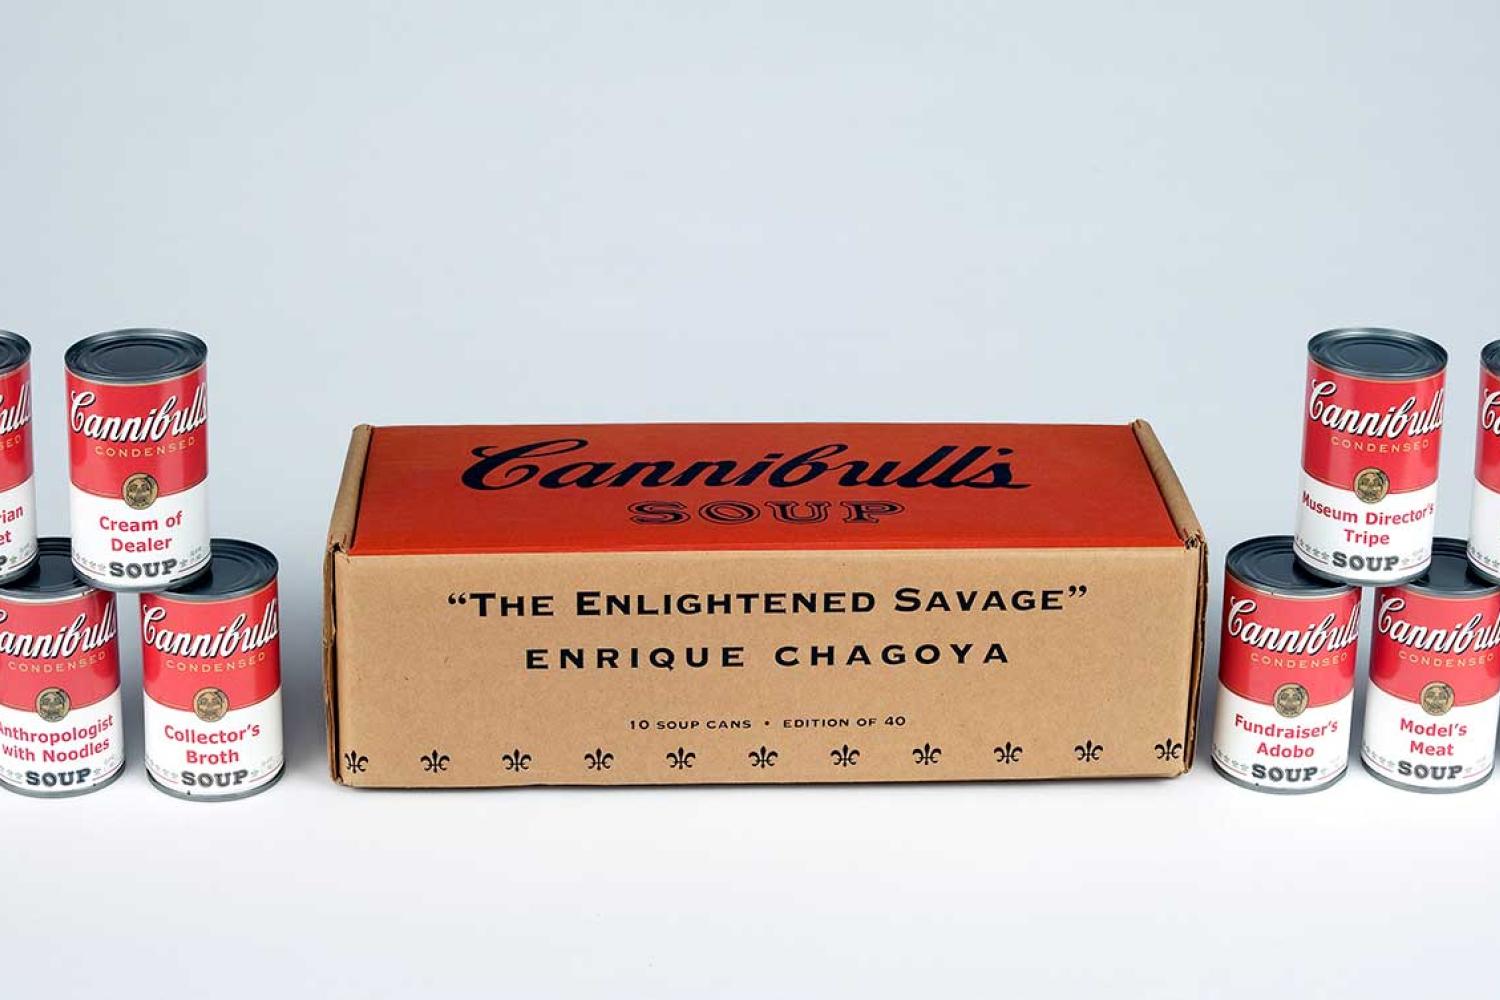 Cannibull's
SOUP
“THE ENLIGHTENED SAVAGE”
ENRIQUE CHAGOYA
10 SOUP CANS • EDITION OF 40
Cannibull's
CONDENSED
Cream of
Dealer
SOUP
Cannibull's
CONDENSED
Anthropologist
with Noodles
SOUP
Cannibull's
CONDENSED
Collector's
Broth
SOUP
Cannibull's
CONDENSED
Museum Director's
Tripe
SOUP
Cannibull's
CONDENSED
Fundraiser's
Adobo
SOUP
Cannibull's
CONDENSED
Model's
Meat
SOUP